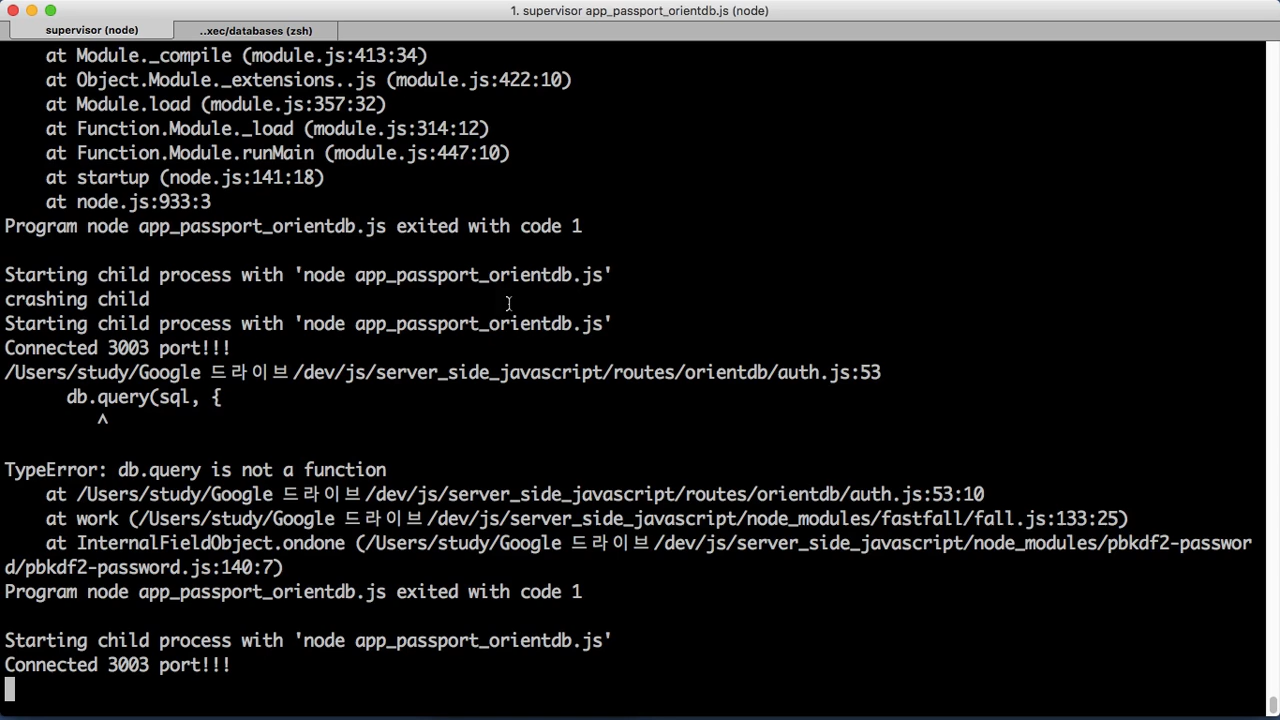 1. supervisor app_passport_orientdb.js (node)
supervisor (node)
..xec/databases (zsh)
at Module._compile (module.js:413:34)
at Object.Module._extensions..js (module.js:422:10)
at Module.load (module.js:357:32)
at Function.Module._load (module.js:314:12)
at Function.Module.runMain (module.js:447:10)
at startup (node.js:141:18)
at node.js:933:3
Program node app_passport_orientdb.js exited with code 1
Starting child process with 'node app_passport_orientdb.js'
crashing child
Starting child process with 'node app_passport_orientdb.js'
Connected 3003 port!!!
/Users/study/Google 드라이브/dev/js/server_side_javascript/routes/orientdb/auth.js:53
db.query(sql, {
^
TypeError: db.query is not a function
at /Users/study/Google 드라이브/dev/js/server_side_javascript/routes/orientdb/auth.js:53:10
at work (/Users/study/Google 드라이브/dev/js/server_side_javascript/node_modules/fastfall/fall.js:133:25)
at InternalFieldObject.ondone (/Users/study/Google 드라이브/dev/js/server_side_javascript/node_modules/pbkdf2-passwor
d/pbkdf2-password.js:140:7)
Program node app_passport_orientdb.js exited with code 1
Starting child process with 'node app_passport_orientdb.js'
Connected 3003 port!!!